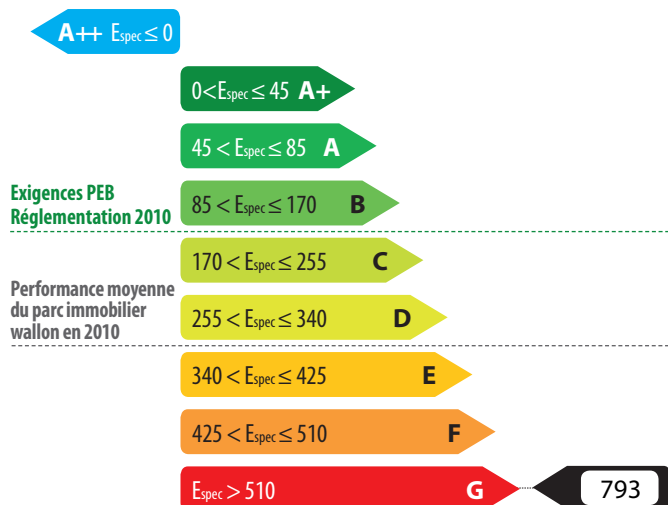 A++ Espec ≤ 0
0<Espec ≤ 45 A+
45 < Espec ≤ 85 A
Exigences PEB
Réglementation 2010
85 < Espec ≤ 170 B
170 < Espec ≤ 255 C
Performance moyenne
du parc immobilier
wallon en 2010
255 < Espec ≤ 340 D
340 < Espec ≤ 425 E
425 < Espec ≤ 510 F
Espec > 510 G 793